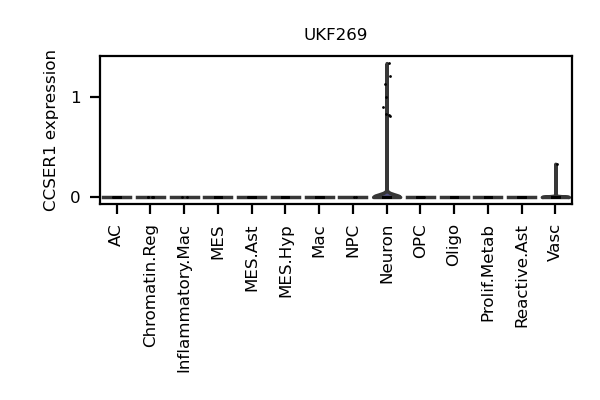 UKF269
CCSER1 expression
1
0
AC
Chromatin.Reg
Inflammatory.Mac
MES
MES.Ast
MES.Hyp
Mac
NPC
Neuron
OPC
Oligo
Prolif.Metab
Reactive.Ast
Vasc